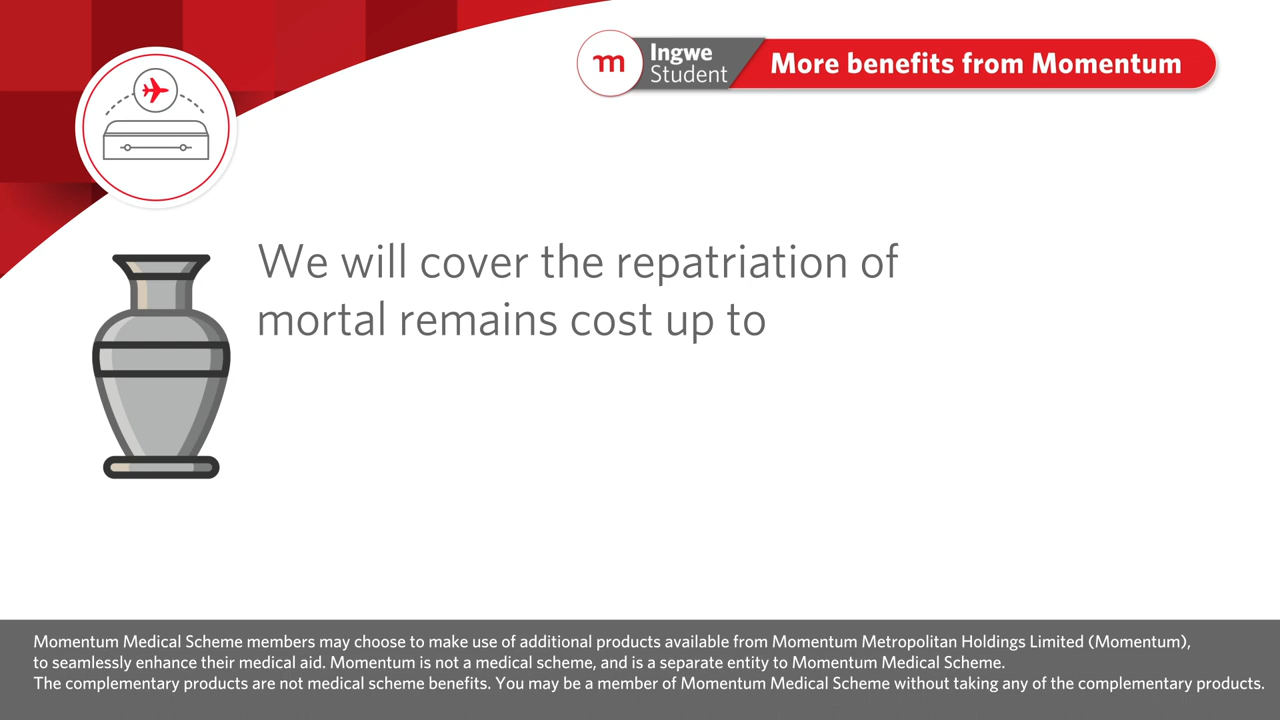 m
Ingwe
Student
More benefits from Momentum
We will cover the repatriation of
mortal remains cost up to
Momentum Medical Scheme members may choose to make use of additional products available from Momentum Metropolitan Holdings Limited (Momentum),
to seamlessly enhance their medical aid. Momentum is not a medical scheme, and is a separate entity to Momentum Medical Scheme.
The complementary products are not medical scheme benefits. You may be a member of Momentum Medical Scheme without taking any of the complementary products.